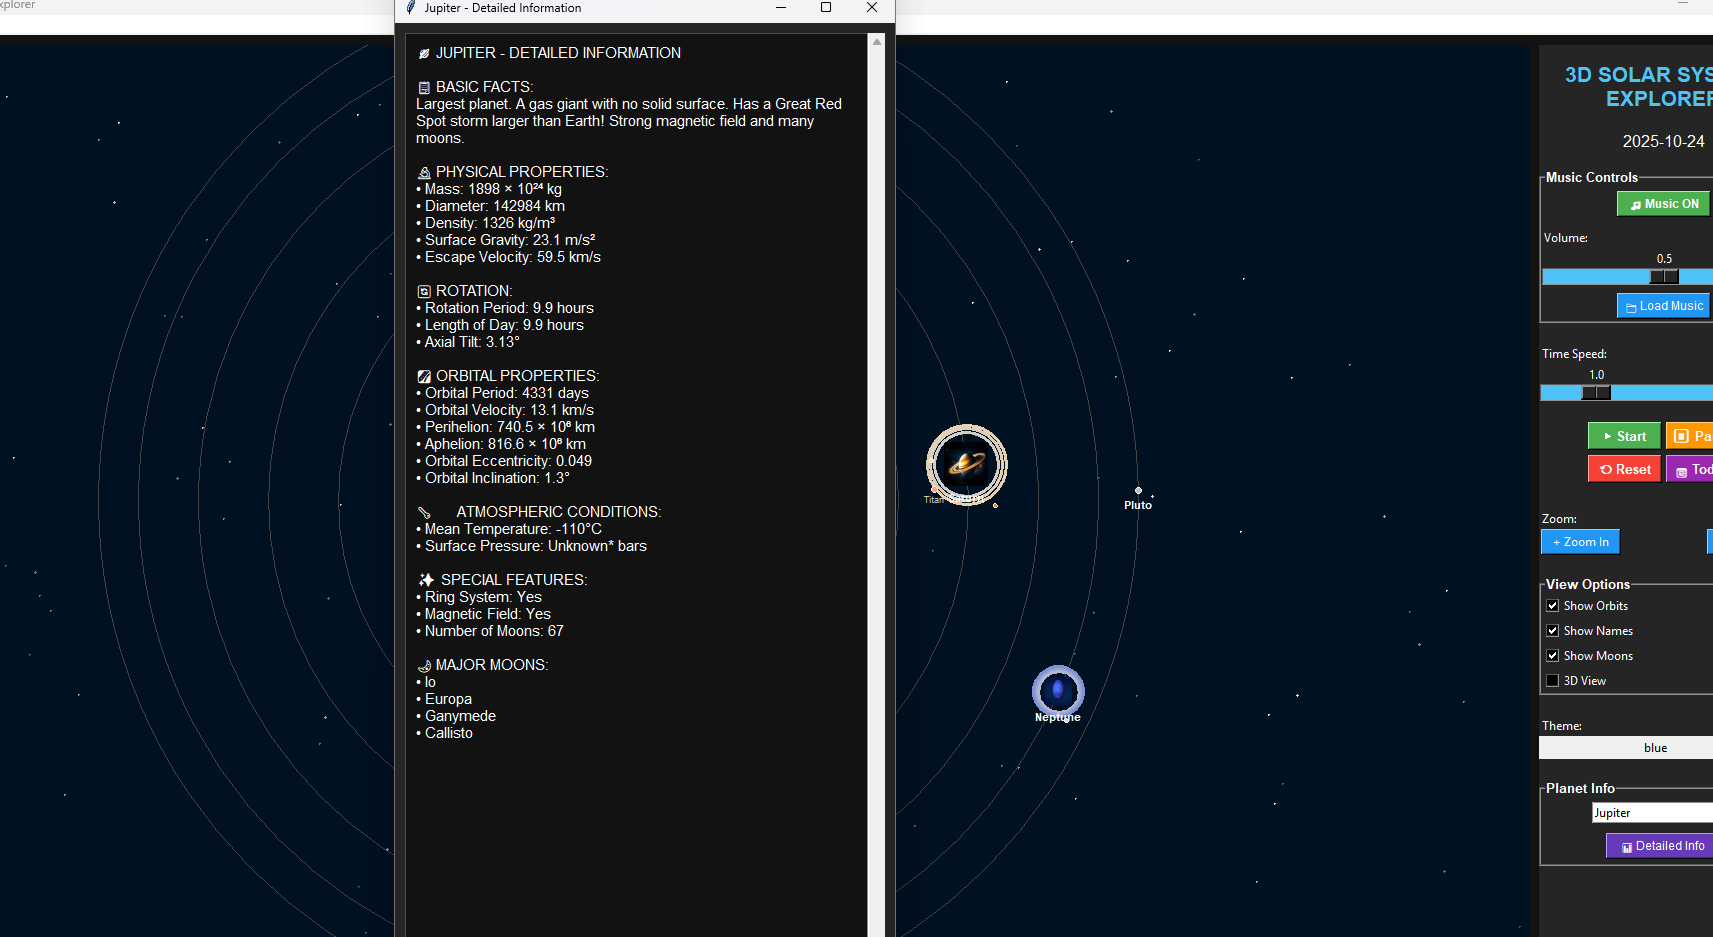 xplorer
Jupiter - Detailed Information
JUPITER - DETAILED INFORMATION
BASIC FACTS:
Largest planet. A gas giant with no solid surface. Has a Great Red
Spot storm larger than Earth! Strong magnetic field and many
moons.
PHYSICAL PROPERTIES:
• Mass: 1898 × 10²⁴ kg
• Diameter: 142984 km
• Density: 1326 kg/m³
• Surface Gravity: 23.1 m/s²
• Escape Velocity: 59.5 km/s
ROTATION:
• Rotation Period: 9.9 hours
• Length of Day: 9.9 hours
• Axial Tilt: 3.13°
ORBITAL PROPERTIES:
• Orbital Period: 4331 days
• Orbital Velocity: 13.1 km/s
• Perihelion: 740.5 × 10⁶ km
• Aphelion: 816.6 × 10⁶ km
• Orbital Eccentricity: 0.049
• Orbital Inclination: 1.3°
ATMOSPHERIC CONDITIONS:
• Mean Temperature: -110°C
• Surface Pressure: Unknown* bars
SPECIAL FEATURES:
• Ring System: Yes
• Magnetic Field: Yes
• Number of Moons: 67
MAJOR MOONS:
• Io
• Europa
• Ganymede
• Callisto
Titan
Pluto
Neptune
3D SOLAR SYS
EXPLORER
2025-10-24
Music Controls
Music ON
Volume:
0.5
Load Music
Time Speed:
1.0
Start
Pa
Reset
Tod
Zoom:
+ Zoom In
View Options
Show Orbits
Show Names
Show Moons
3D View
Theme:
blue
Planet Info
Jupiter
Detailed Info